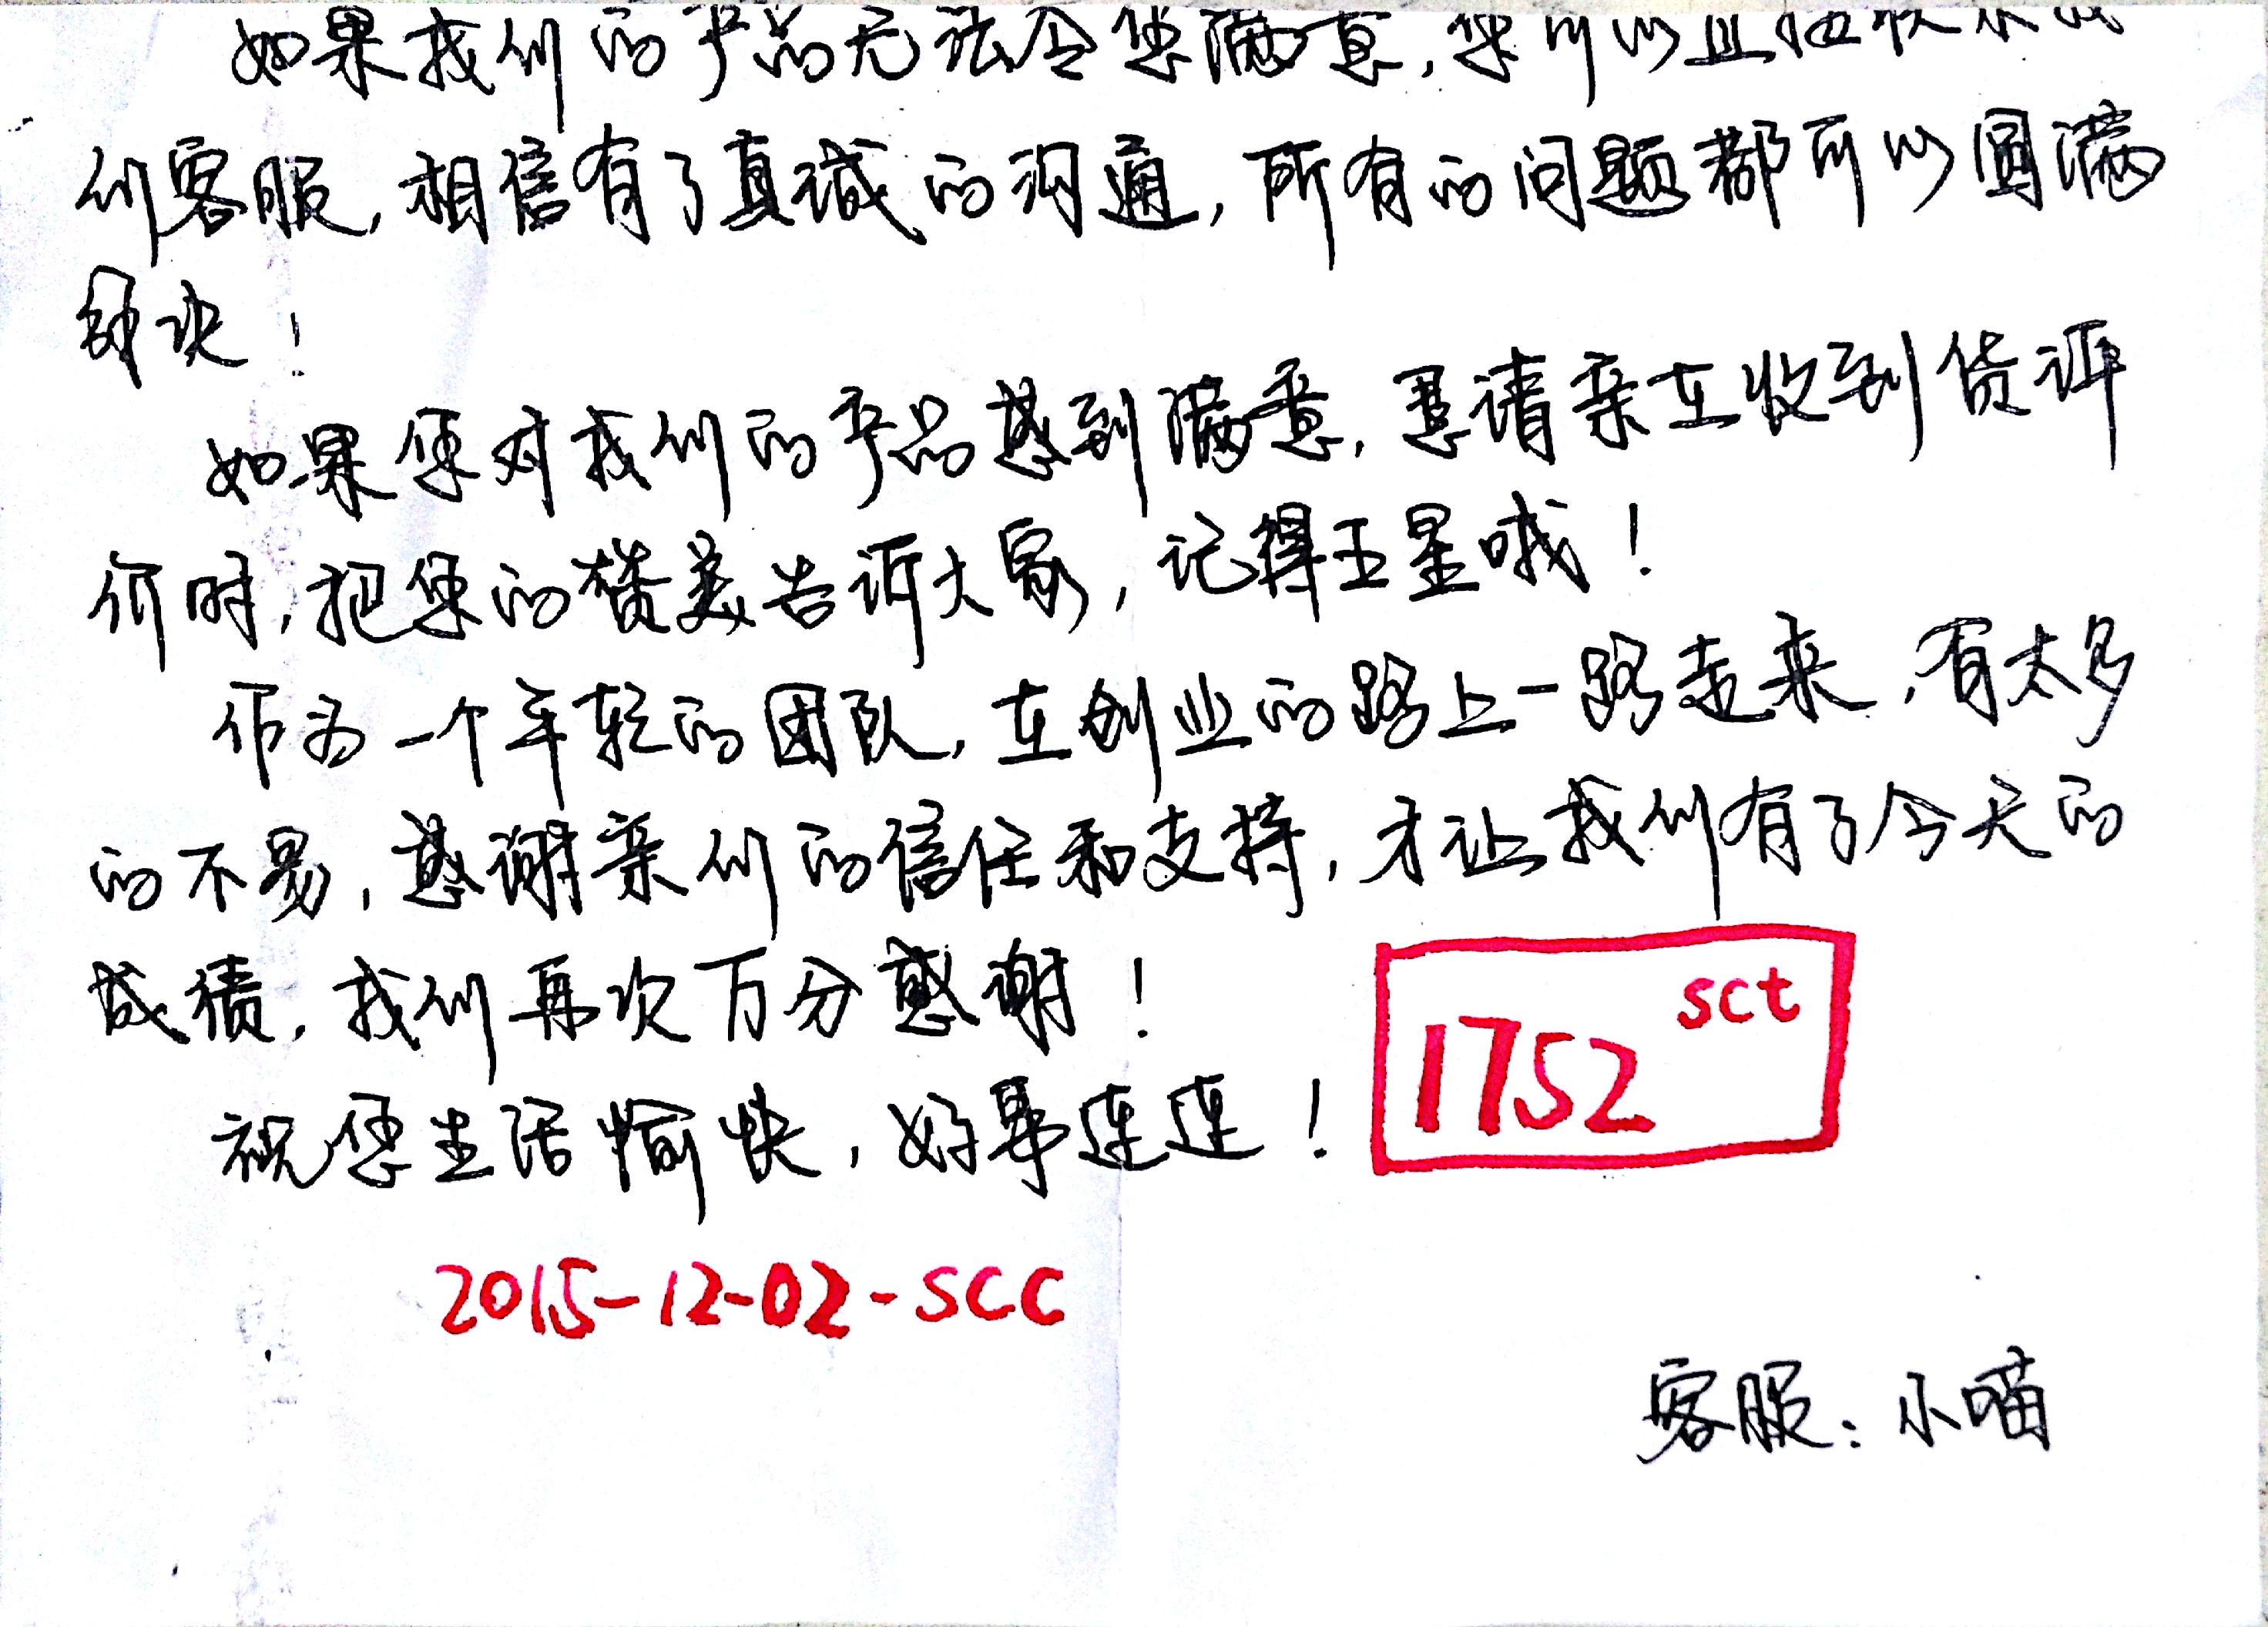 如果我们的产品无法令您满意,您可以直接联系我
们客服,相信有了真诚的沟通,所有的问题都可以圆满
解决!
如果您对我们的产品感到满意,恳请亲在收到货评
价时,把您的赞美告诉大家,记得五星哦!
作为一个年轻的团队,在创业的路上一路走来,有太多
的不易,感谢亲们的信任和支持,才让我们有了今天的
成绩,我们再次万分感谢!
祝您生活愉快,好事连连!
1752 sct
2015-12-02-scc
客服:小喵